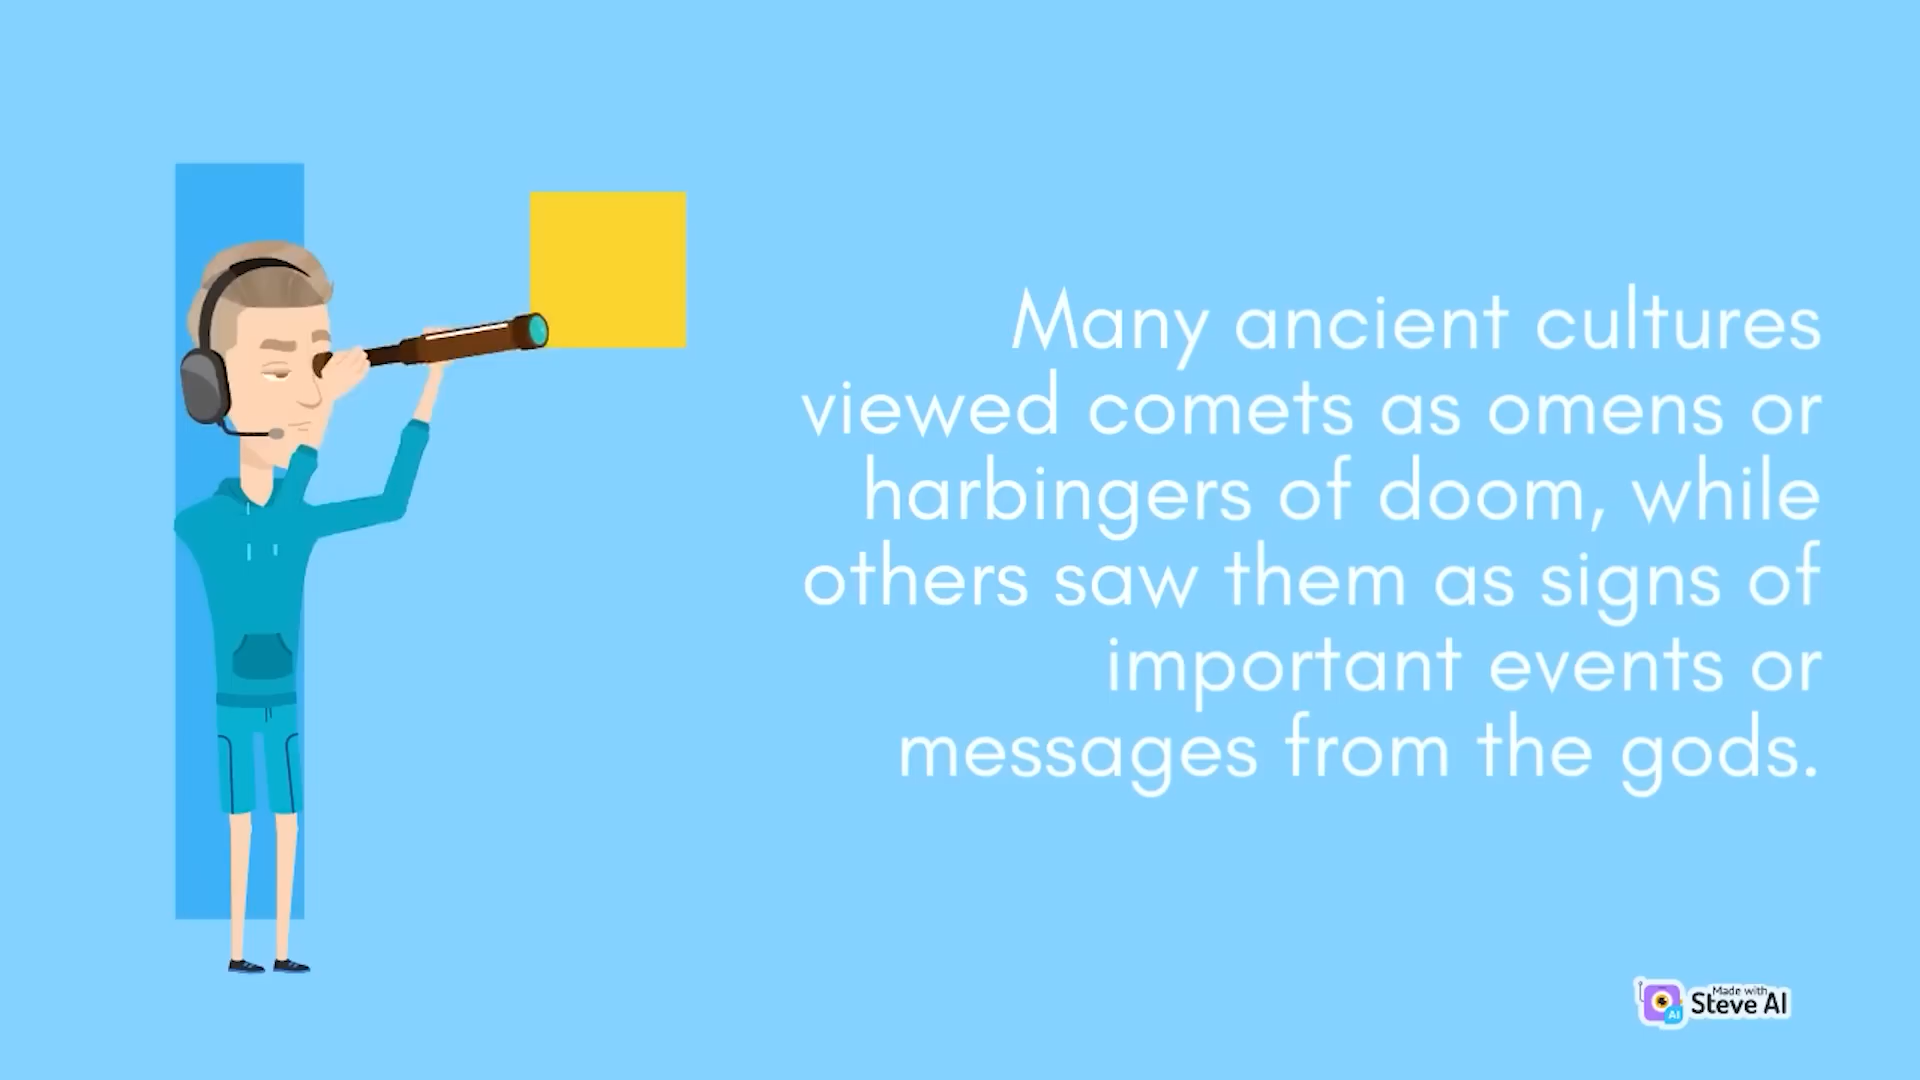 Many ancient cultures
viewed comets as omens or
harbingers of doom, while
others saw them as signs of
important events or
messages from the gods.
Made with
Steve AI
AI